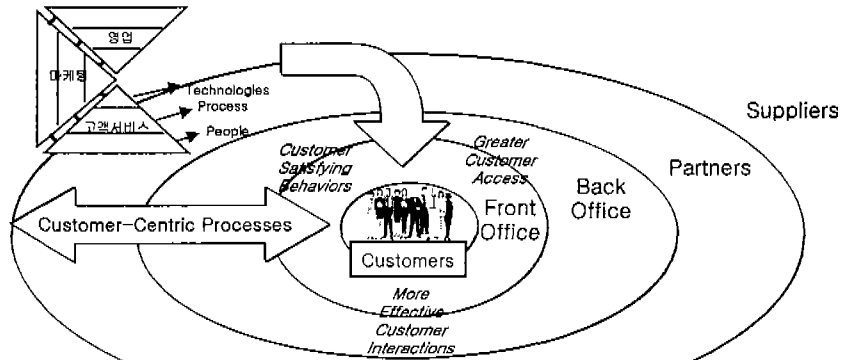 영업
마케팅
고객서비스
Technologies
Process
People
Suppliers
Partners
Back
Office
Front
Office
Greater
Customer
Access
Customer
Satisfying
Behaviors
Customer-Centric Processes
Customers
More
Effective
Customer
Interactions